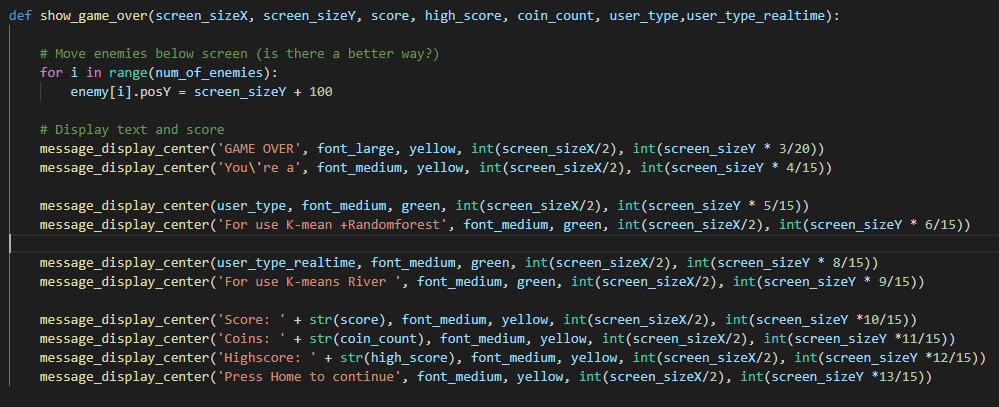 def show_game_over(screen_sizeX, screen_sizeY, score, high_score, coin_count, user_type,user_type_realtime):
# Move enemies below screen (is there a better way?)
for i in range(num_of_enemies):
enemy[i].posY = screen_sizeY + 100
# Display text and score
message_display_center('GAME OVER', font_large, yellow, int(screen_sizeX/2), int(screen_sizeY * 3/20))
message_display_center('You\'re a', font_medium, yellow, int(screen_sizeX/2), int(screen_sizeY * 4/15))
message_display_center(user_type, font_medium, green, int(screen_sizeX/2), int(screen_sizeY * 5/15))
message_display_center('For use K-mean +Randomforest', font_medium, green, int(screen_sizeX/2), int(screen_sizeY * 6/15))
message_display_center(user_type_realtime, font_medium, green, int(screen_sizeX/2), int(screen_sizeY * 8/15))
message_display_center('For use K-means River ', font_medium, green, int(screen_sizeX/2), int(screen_sizeY * 9/15))
message_display_center('Score: ' + str(score), font_medium, yellow, int(screen_sizeX/2), int(screen_sizeY *10/15))
message_display_center('Coins: ' + str(coin_count), font_medium, yellow, int(screen_sizeX/2), int(screen_sizeY *11/15))
message_display_center('Highscore: ' + str(high_score), font_medium, yellow, int(screen_sizeX/2), int(screen_sizeY *12/15))
message_display_center('Press Home to continue', font_medium, yellow, int(screen_sizeX/2), int(screen_sizeY *13/15))